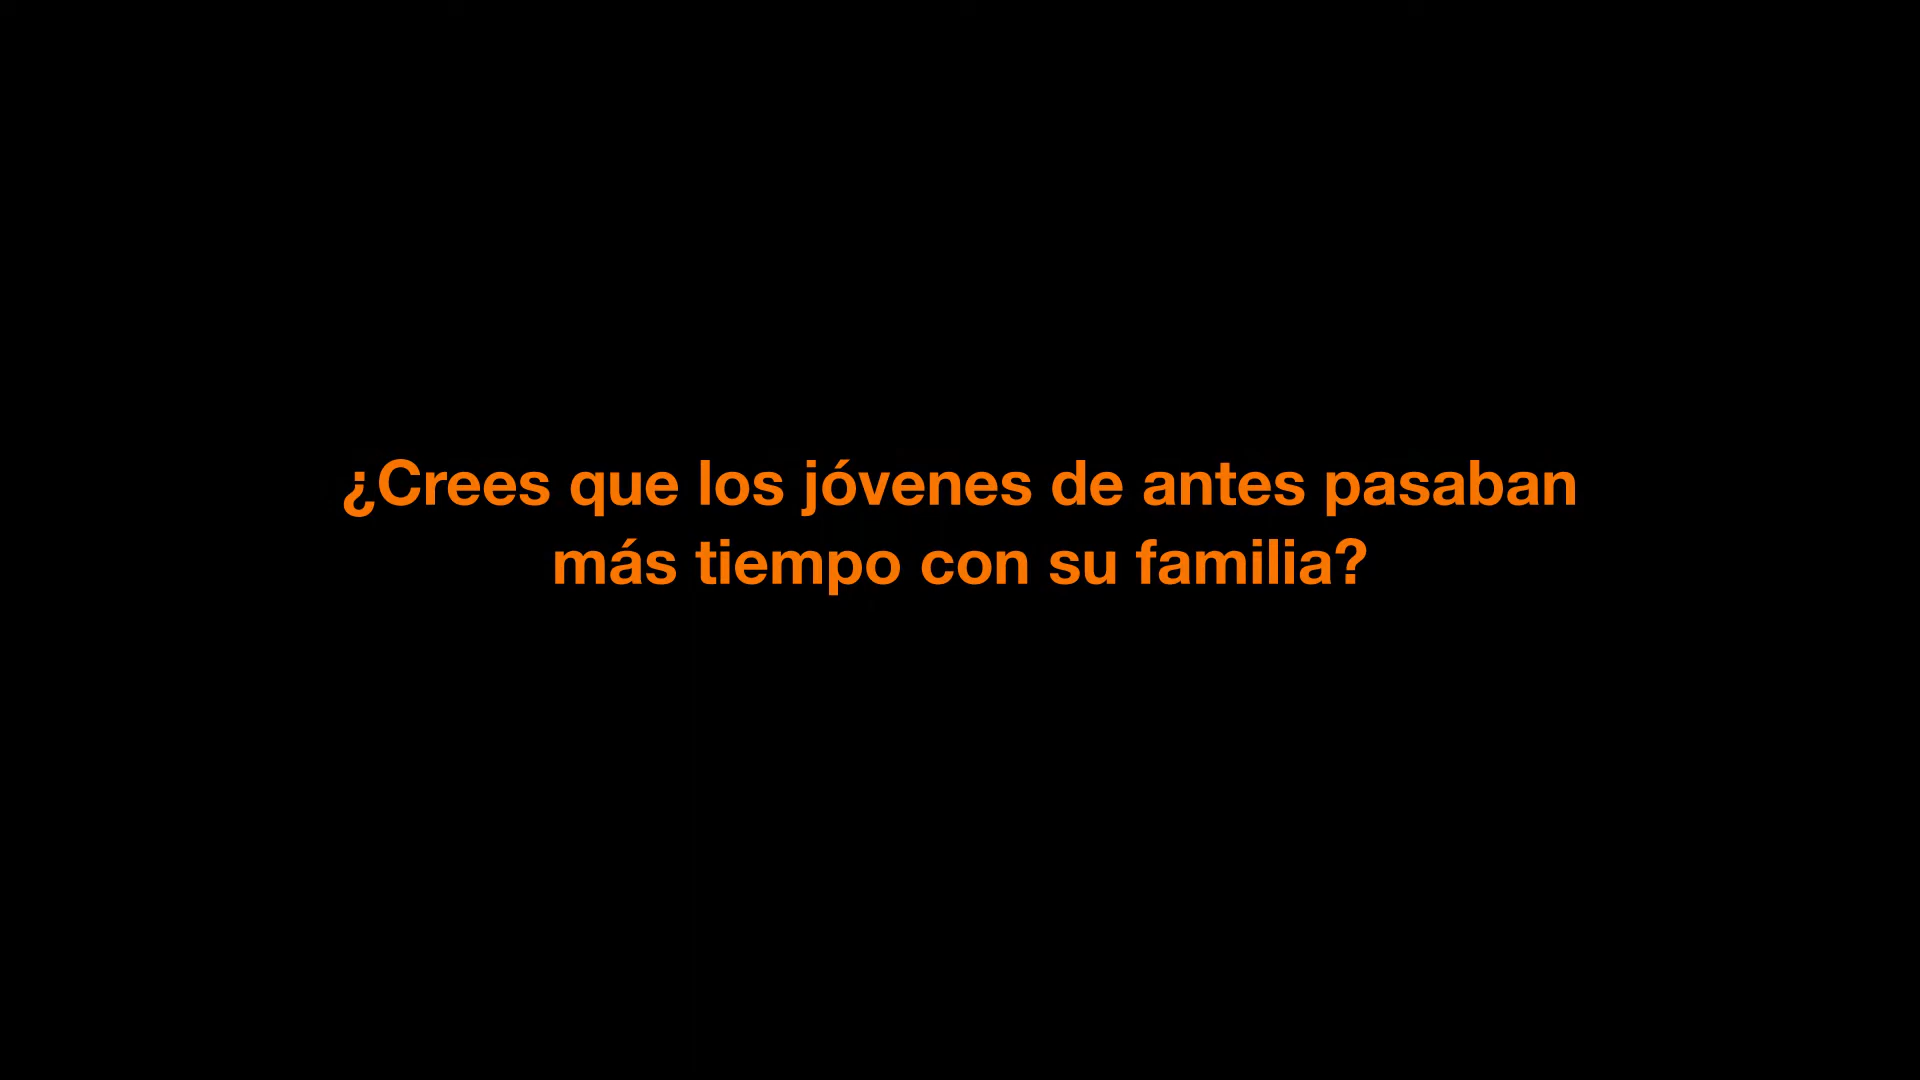 ¿Crees que los jóvenes de antes pasaban
más tiempo con su familia?